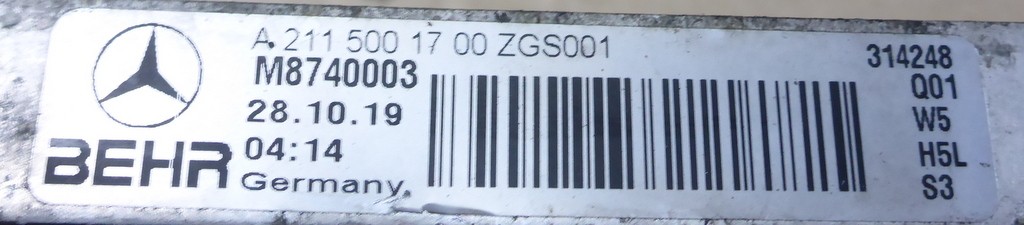 A 211 500 17 00 ZGS001
M8740003
28.10.19
04:14
BEHR
Germany.
314248
Q01
W5
H5L
S3